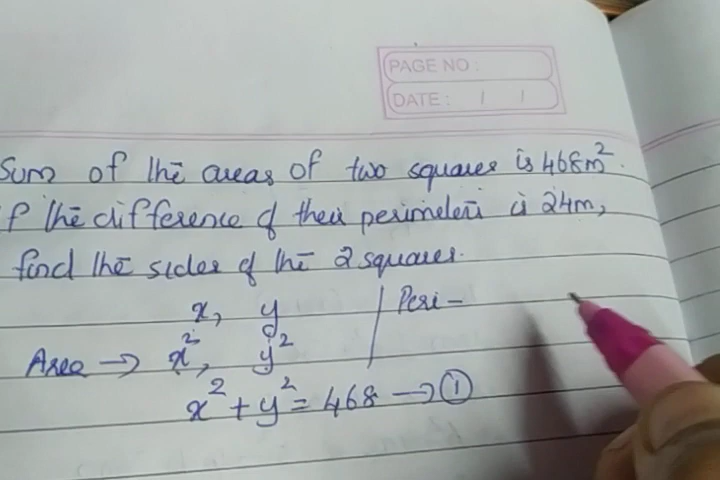 PAGE NO :
DATE : / /
Sum of the areas of two squares is 468m².
If the difference of their perimeters is 24m,
find the sides of the 2 squares.
x, y | Peri -
Area → x², y²
x² + y² = 468 → ①